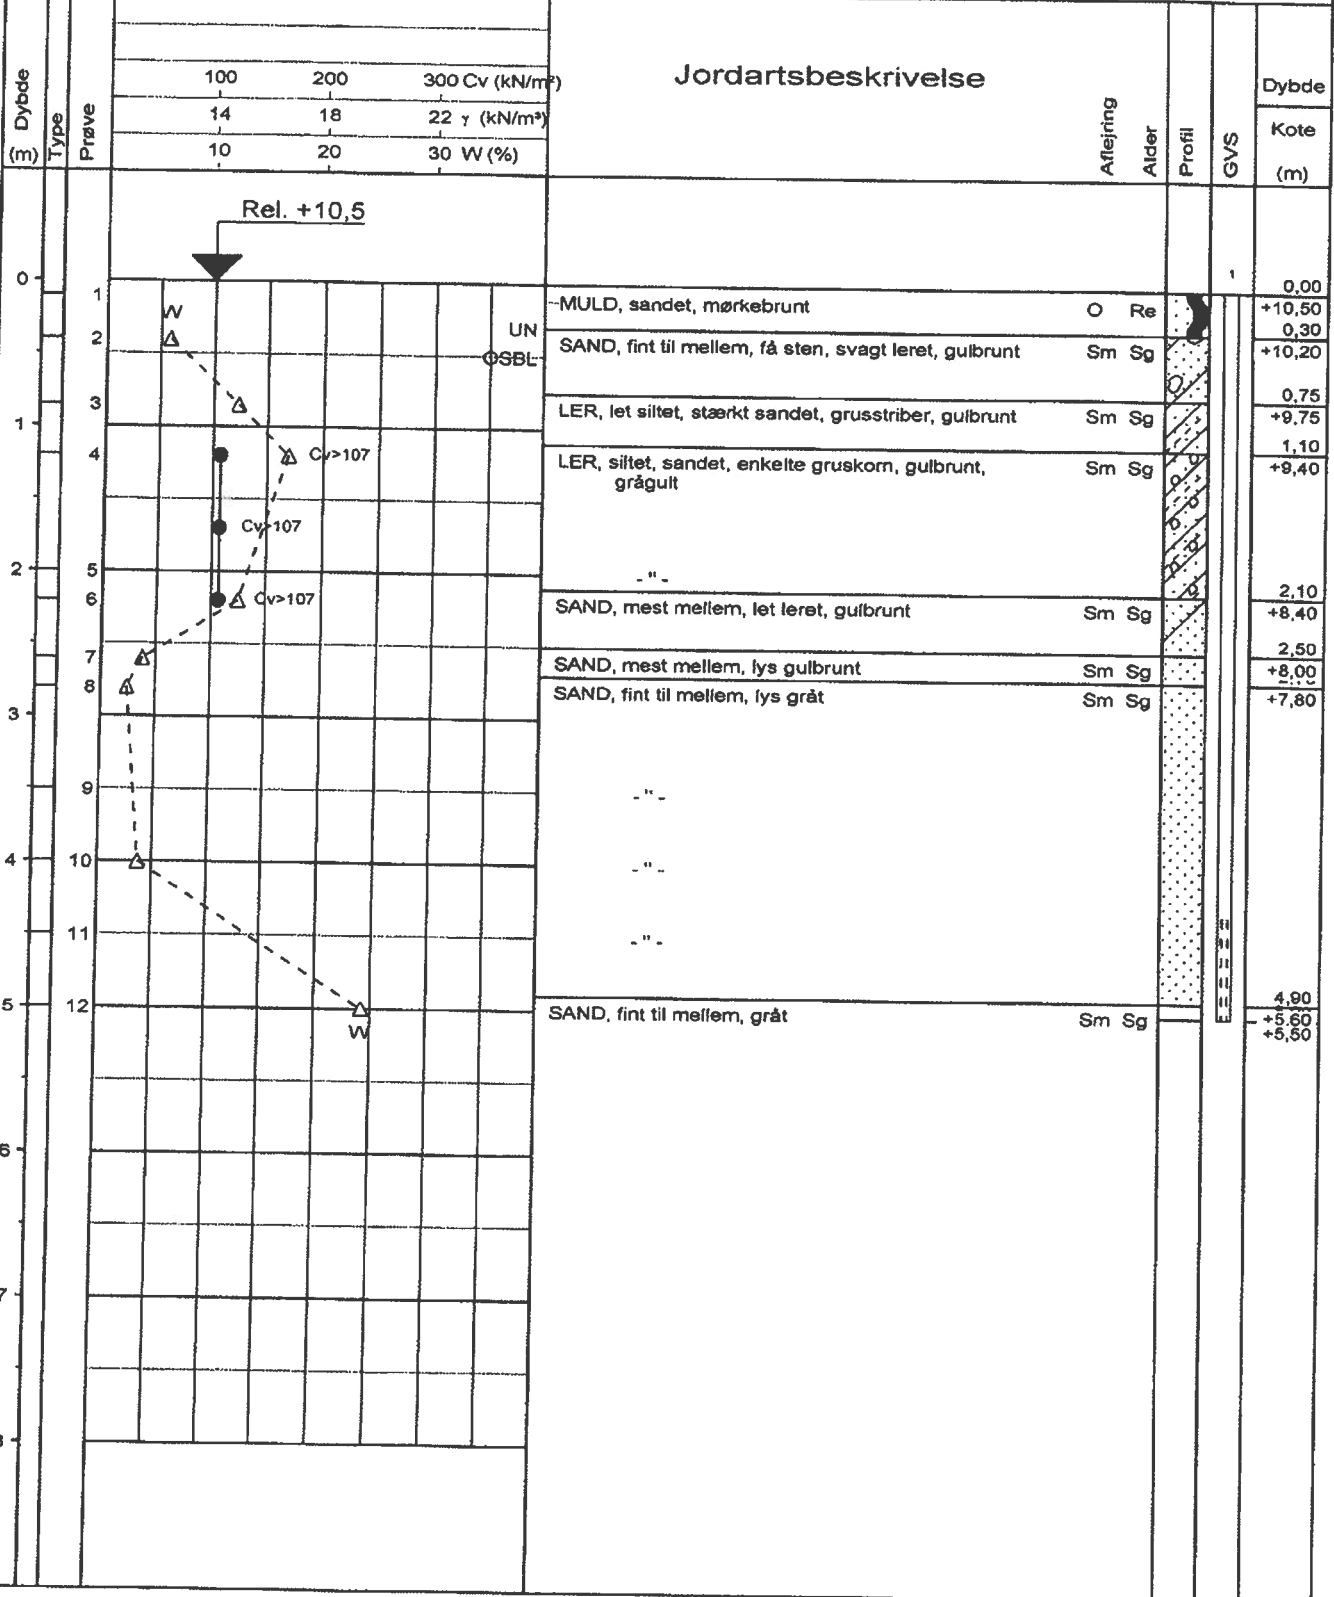 100 200 300 Cv (kN/m²)
14 18 22 γ (kN/m³)
10 20 30 W (%)
Dybde
(m)
Type
Prøve
Jordartsbeskrivelse
Aflejring
Alder
Profil
GVS
Dybde
Kote
(m)
Rel. +10,5
0
1
2
3
4
5
6
7
1
2
3
4
5
6
7
8
9
10
11
12
W
UN
SBL
Cv>107
Cv>107
Cv>107
W
MULD, sandet, mørkebrunt O Re
SAND, fint til mellem, få sten, svagt leret, gulbrunt Sm Sg
LER, let siltet, stærkt sandet, grusstriber, gulbrunt Sm Sg
LER, siltet, sandet, enkelte gruskorn, gulbrunt, Sm Sg
grågult
- " -
SAND, mest mellem, let leret, gulbrunt Sm Sg
SAND, mest mellem, lys gulbrunt Sm Sg
SAND, fint til mellem, lys gråt Sm Sg
- " -
- " -
- " -
SAND, fint til mellem, gråt Sm Sg
0,00
+10,50
0,30
+10,20
0,75
+9,75
1,10
+9,40
2,10
+8,40
2,50
+8,00
+7,80
4,90
+5,60
+5,50